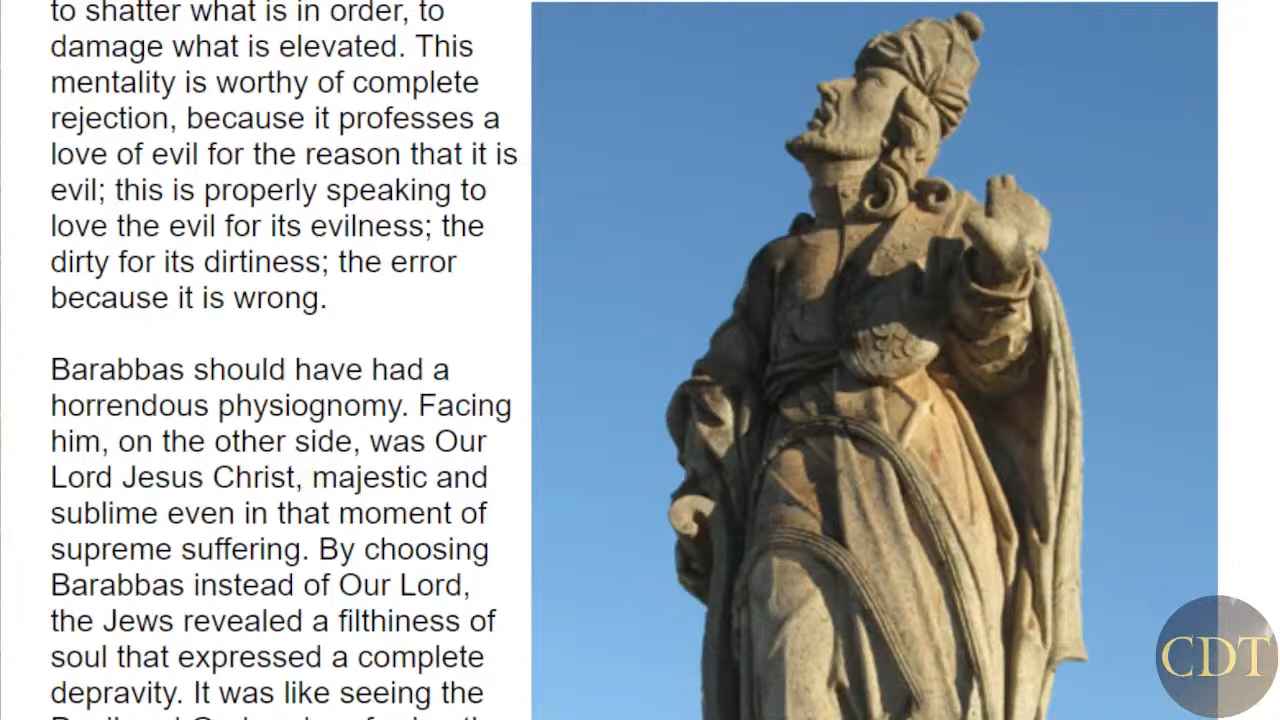 to shatter what is in order, to
damage what is elevated. This
mentality is worthy of complete
rejection, because it professes a
love of evil for the reason that it is
evil; this is properly speaking to
love the evil for its evilness; the
dirty for its dirtiness; the error
because it is wrong.
Barabbas should have had a
horrendous physiognomy. Facing
him, on the other side, was Our
Lord Jesus Christ, majestic and
sublime even in that moment of
supreme suffering. By choosing
Barabbas instead of Our Lord,
the Jews revealed a filthiness of
soul that expressed a complete
depravity. It was like seeing the
CDT